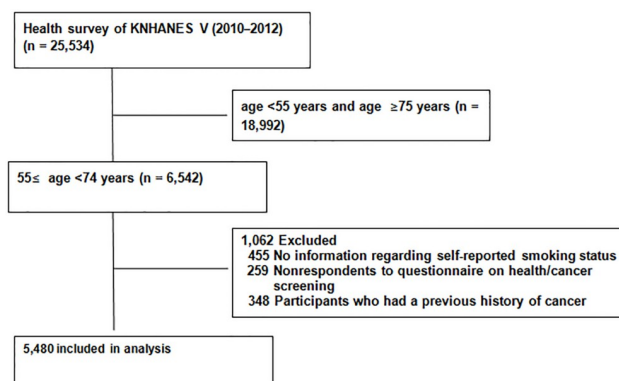 Health survey of KNHANES V (2010–2012)
(n = 25,534)
age <55 years and age ≥75 years (n =
18,992)
55≤ age <74 years (n = 6,542)
1,062 Excluded
455 No information regarding self-reported smoking status
259 Nonrespondents to questionnaire on health/cancer
screening
348 Participants who had a previous history of cancer
5,480 included in analysis